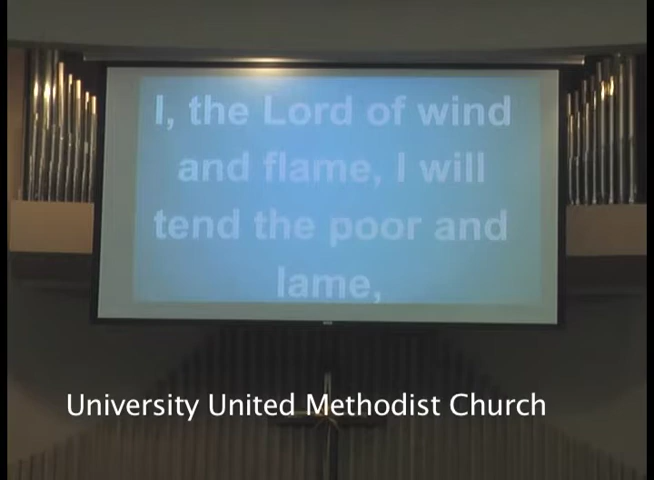 I, the Lord of wind
and flame, I will
tend the poor and
lame,
University United Methodist Church